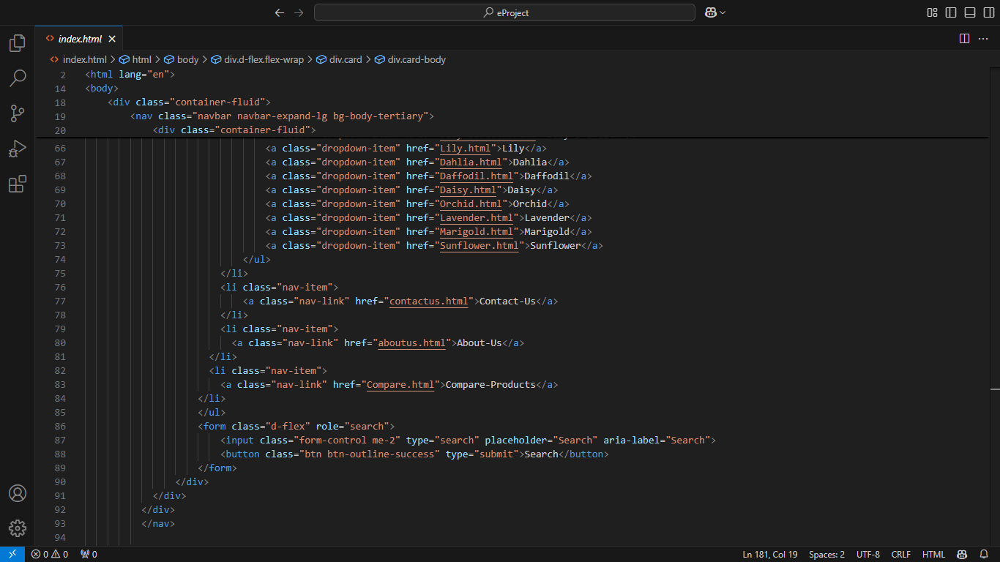 eProject
index.html
index.html > html > body > div.d-flex.flex-wrap > div.card > div.card-body
2 <html lang="en">
14 <body>
18 <div class="container-fluid">
19 <nav class="navbar navbar-expand-lg bg-body-tertiary">
20 <div class="container-fluid">
66 <a class="dropdown-item" href="Lily.html">Lily</a>
67 <a class="dropdown-item" href="Dahlia.html">Dahlia</a>
68 <a class="dropdown-item" href="Daffodil.html">Daffodil</a>
69 <a class="dropdown-item" href="Daisy.html">Daisy</a>
70 <a class="dropdown-item" href="Orchid.html">Orchid</a>
71 <a class="dropdown-item" href="Lavender.html">Lavender</a>
72 <a class="dropdown-item" href="Marigold.html">Marigold</a>
73 <a class="dropdown-item" href="Sunflower.html">Sunflower</a>
74 </ul>
75 </li>
76 <li class="nav-item">
77 <a class="nav-link" href="contactus.html">Contact-Us</a>
78 </li>
79 <li class="nav-item">
80 <a class="nav-link" href="aboutus.html">About-Us</a>
81 </li>
82 <li class="nav-item">
83 <a class="nav-link" href="Compare.html">Compare-Products</a>
84 </li>
85 </ul>
86 <form class="d-flex" role="search">
87 <input class="form-control me-2" type="search" placeholder="Search" aria-label="Search">
88 <button class="btn btn-outline-success" type="submit">Search</button>
89 </form>
90 </div>
91 </div>
92 </div>
93 </nav>
94
0 0 0 Ln 181, Col 19 Spaces: 2 UTF-8 CRLF HTML